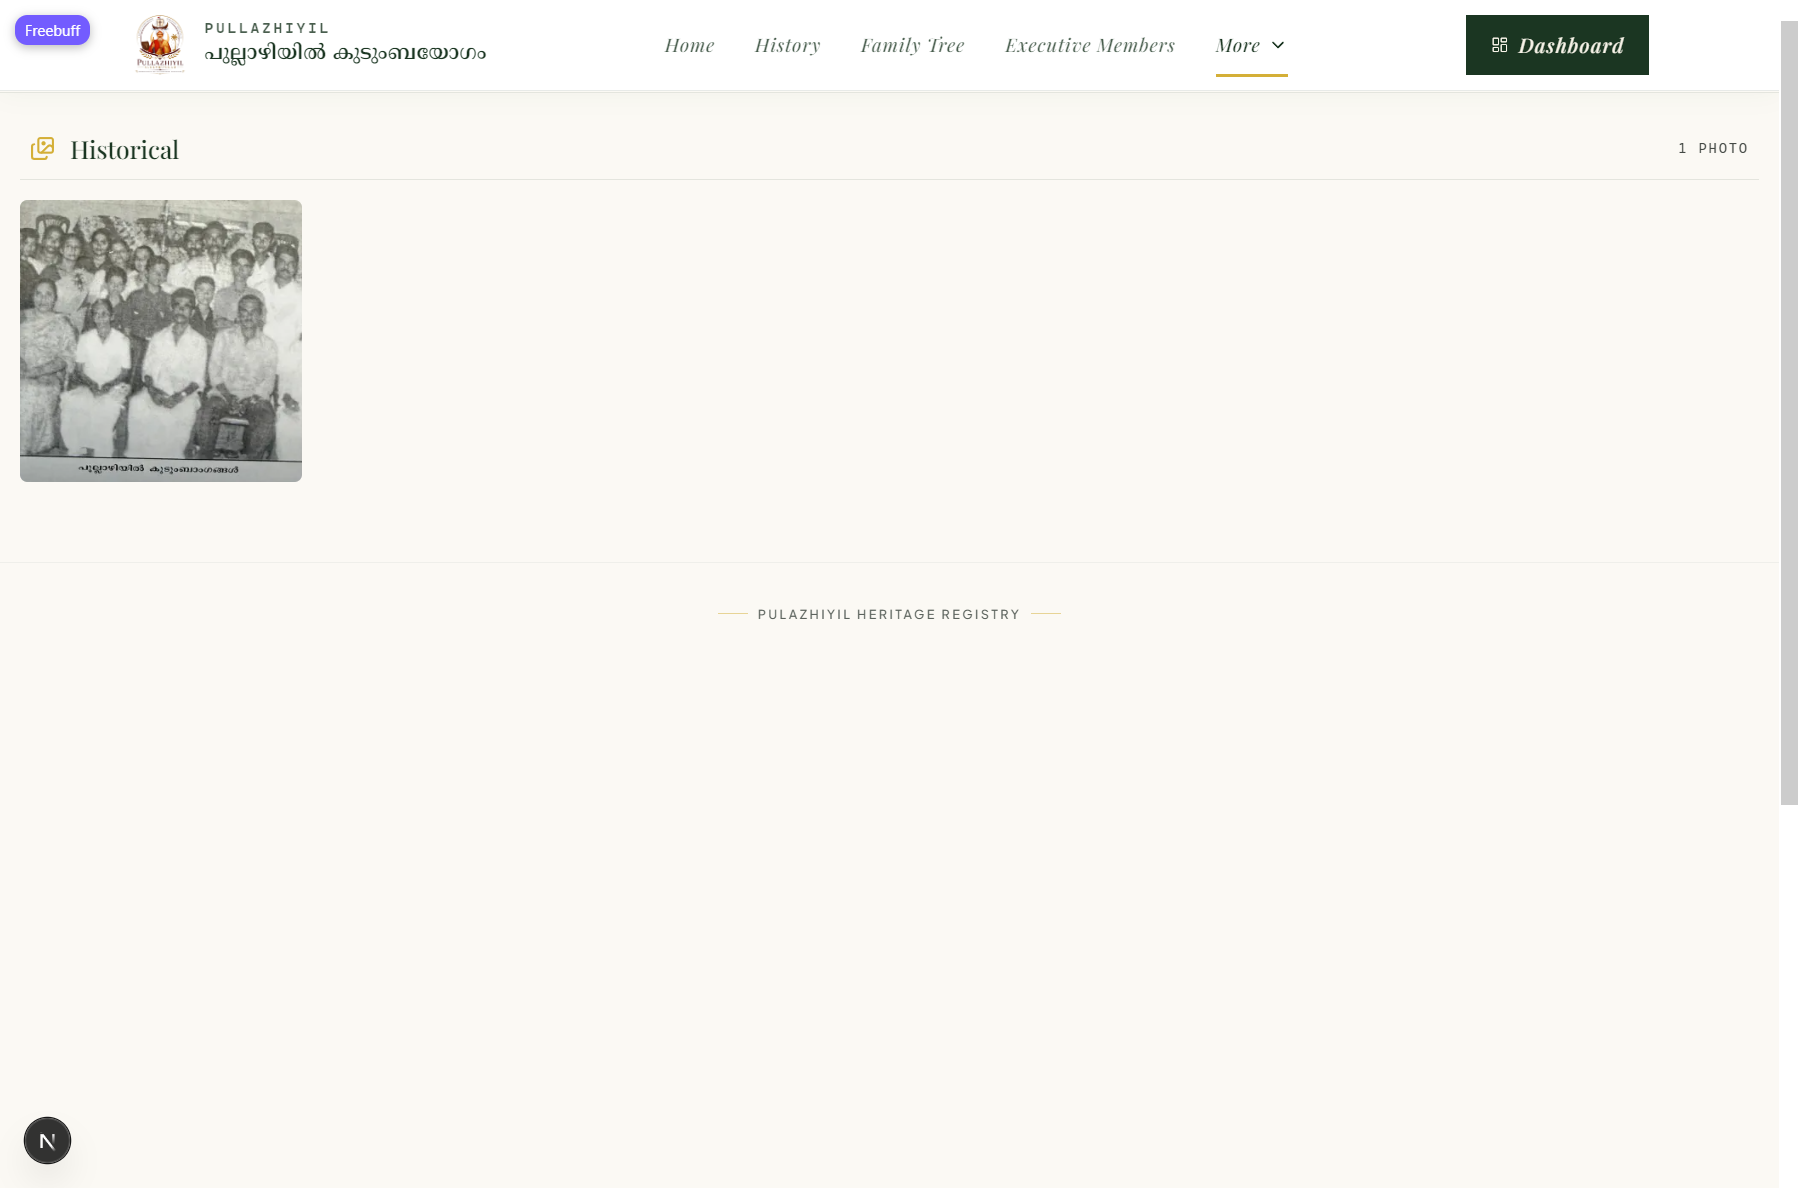 Freebuff
PULLAZHIYIL
PULLAZHIYIL
പുല്ലാഴിയിൽ കുടുംബയോഗം
Home
History
Family Tree
Executive Members
More
Dashboard
Historical
1 PHOTO
പുല്ലാഴിയിൽ കുടുംബാംഗങ്ങൾ
PULAZHIYIL HERITAGE REGISTRY
N